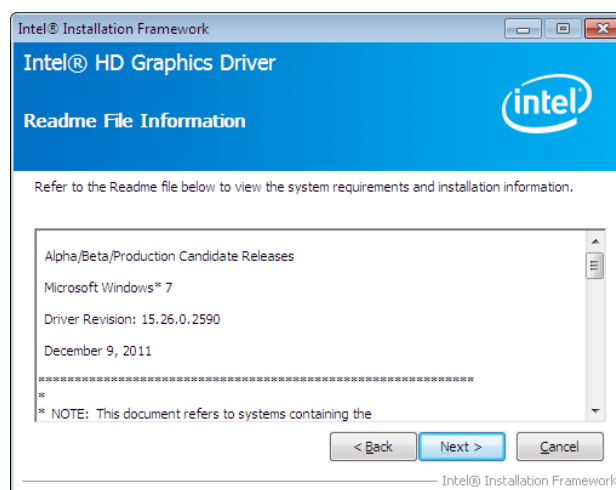 Intel® Installation Framework
Intel® HD Graphics Driver
intel
Readme File Information
Refer to the Readme file below to view the system requirements and installation information.
Alpha/Beta/Production Candidate Releases
Microsoft Windows* 7
Driver Revision: 15.26.0.2590
December 9, 2011
************************************************************
*
* NOTE: This document refers to systems containing the
< Back Next > Cancel
Intel® Installation Framework